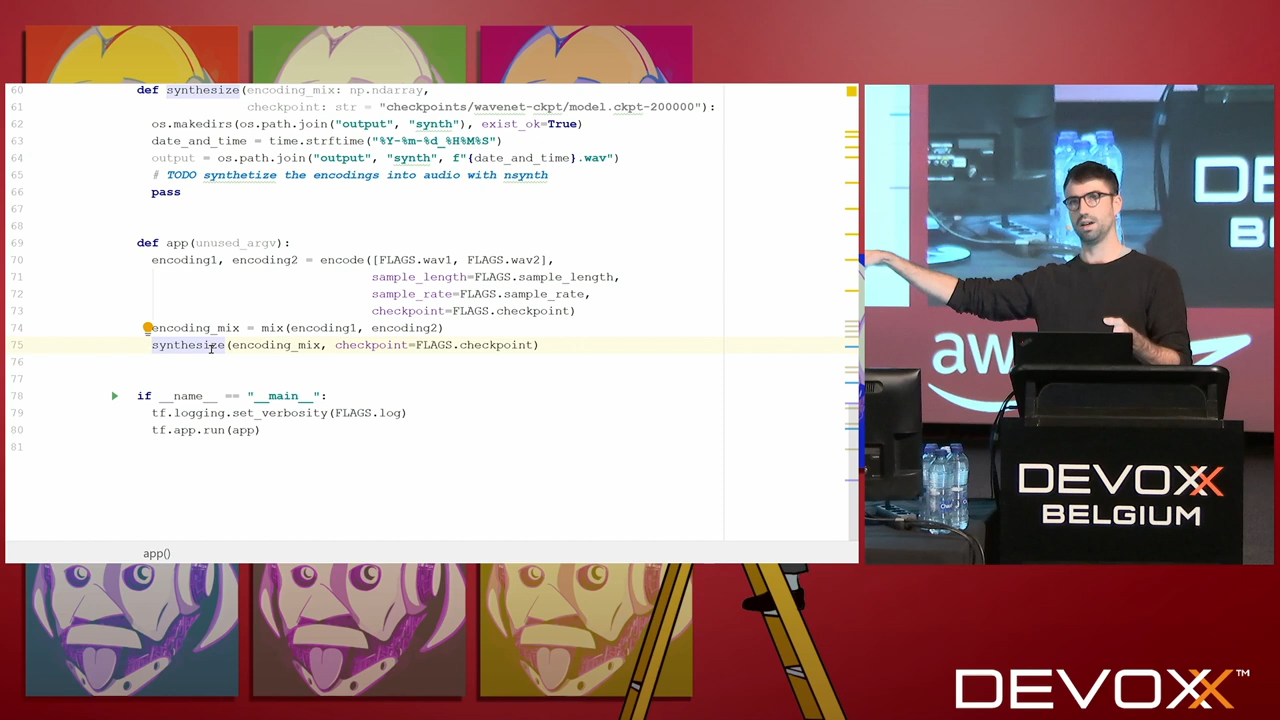 60 def synthesize(encoding_mix: np.ndarray,
61 checkpoint: str = "checkpoints/wavenet-ckpt/model.ckpt-200000"):
62 os.makedirs(os.path.join("output", "synth"), exist_ok=True)
63 date_and_time = time.strftime("%Y-%m-%d_%H%M%S")
64 output = os.path.join("output", "synth", f"{date_and_time}.wav")
65 # TODO synthetize the encodings into audio with nsynth
66 pass
67
68
69 def app(unused_argv):
70 encoding1, encoding2 = encode([FLAGS.wav1, FLAGS.wav2],
71 sample_length=FLAGS.sample_length,
72 sample_rate=FLAGS.sample_rate,
73 checkpoint=FLAGS.checkpoint)
74 encoding_mix = mix(encoding1, encoding2)
75 synthesize(encoding_mix, checkpoint=FLAGS.checkpoint)
76
77
78 if __name__ == "__main__":
79 tf.logging.set_verbosity(FLAGS.log)
80 tf.app.run(app)
81
app()
DE
B
aw
DEVOXX
BELGIUM
DEVOXX™